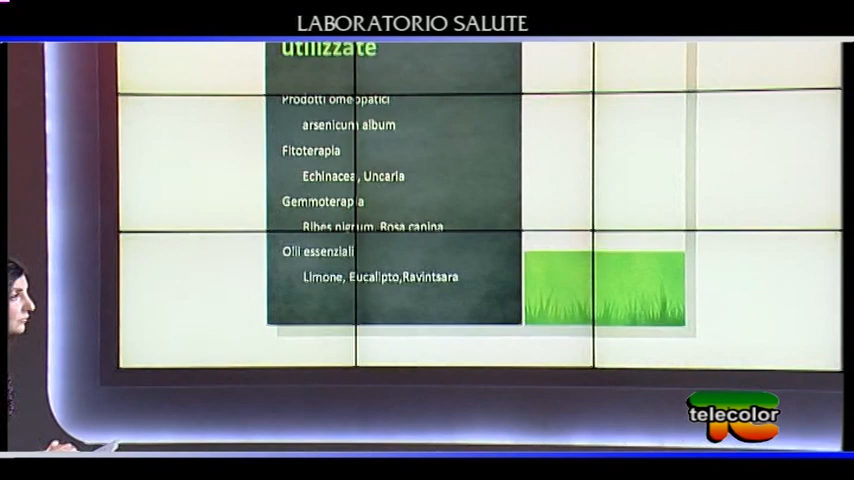 LABORATORIO SALUTE
utilizzate
Prodotti omeopatici
arsenicum album
Fitoterapia
Echinacea, Uncaria
Gemmoterapia
Ribes nigrum, Rosa canina
Olii essenziali
Limone, Eucalipto,Ravintsara
telecolor
TC